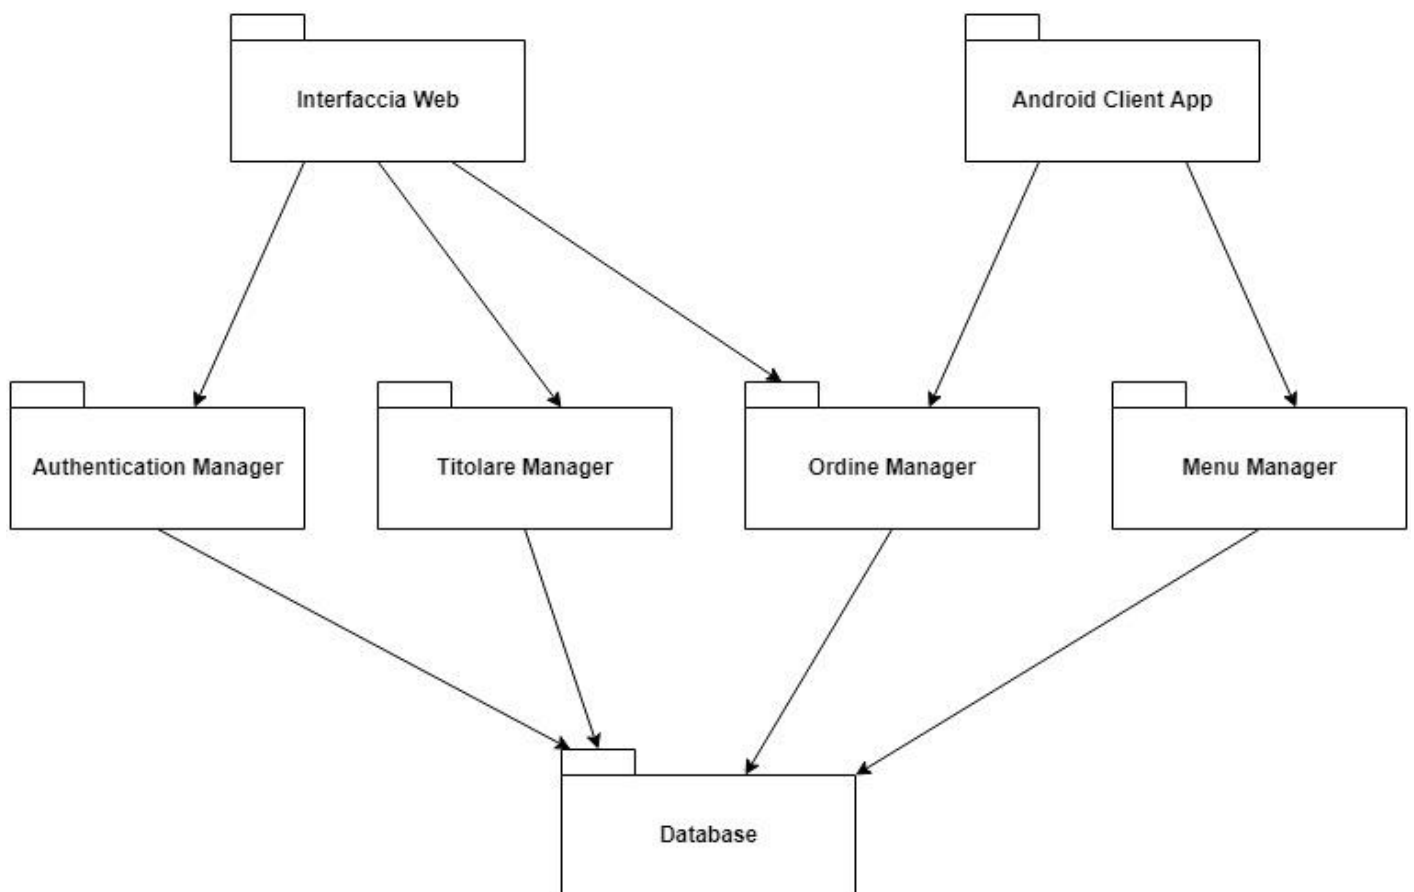 Interfaccia Web
Android Client App
Authentication Manager
Titolare Manager
Ordine Manager
Menu Manager
Database